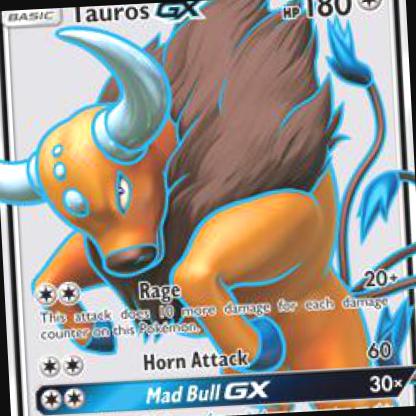 BASIC Tauros GX HP 180
Rage 20+
This attack does 10 more damage for each damage
counter on this Pokémon.
Horn Attack 60
Mad Bull GX 30×